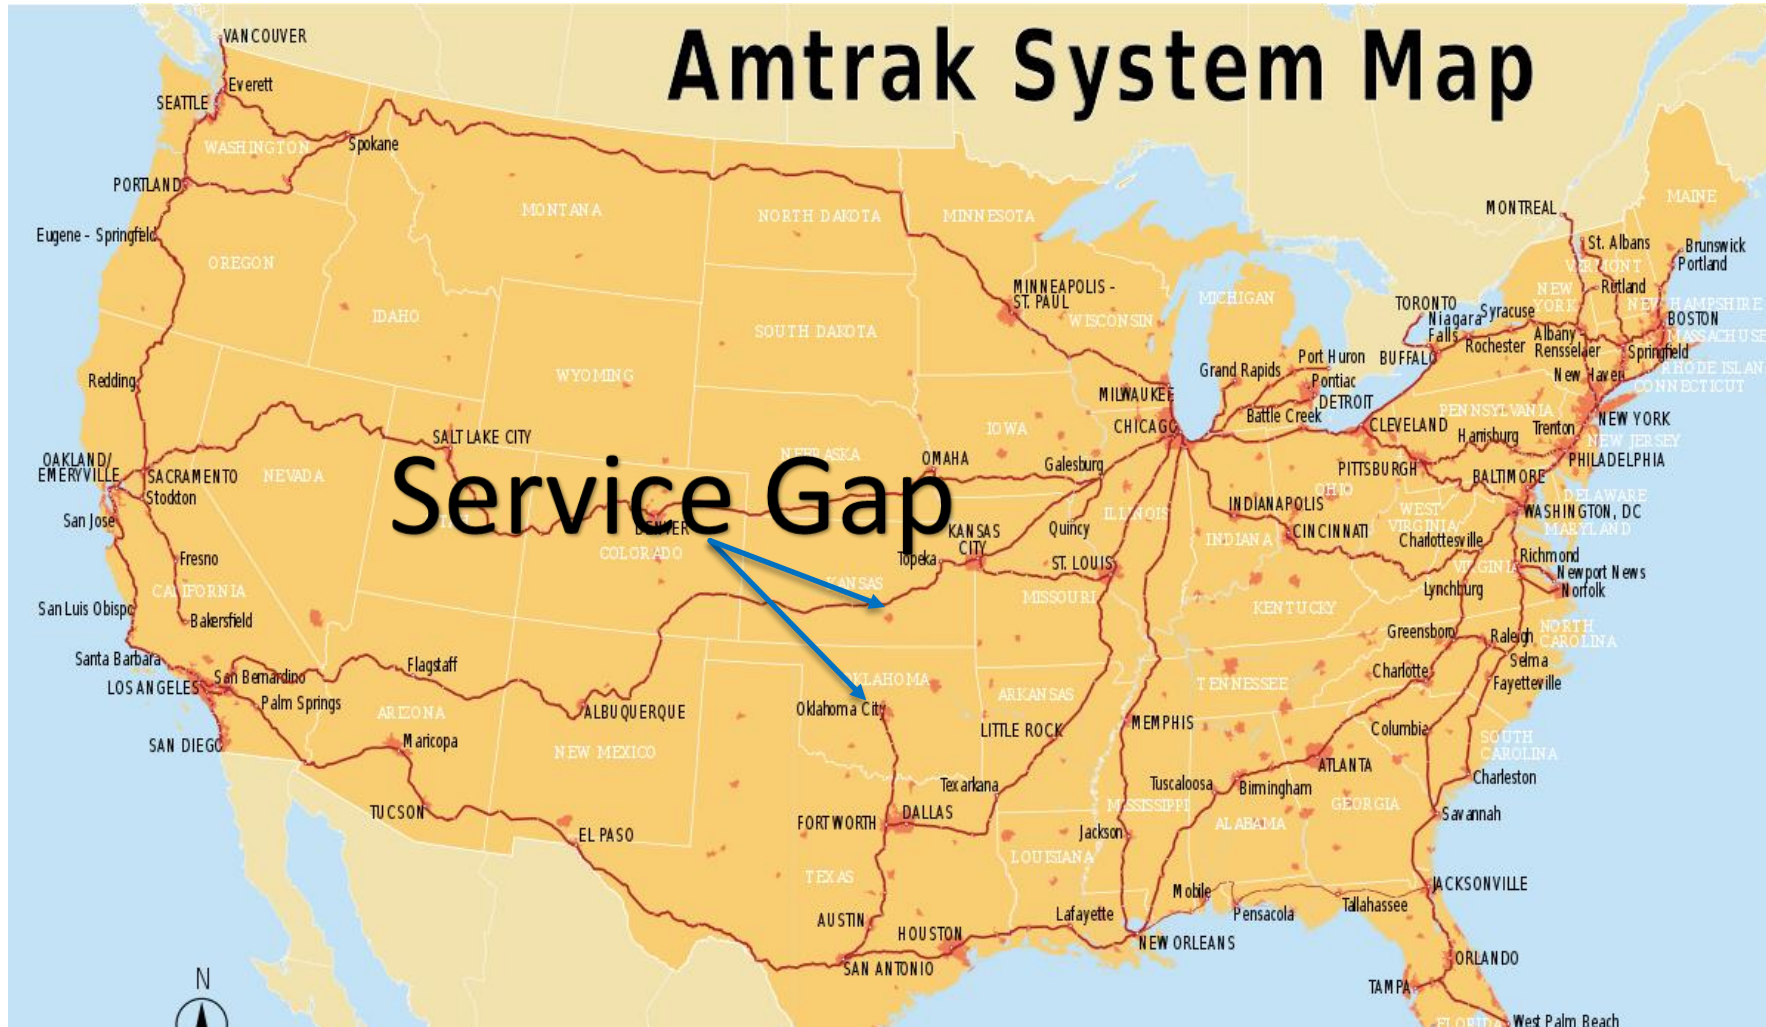 Amtrak System Map
VANCOUVER
Everett
SEATTLE
WASHINGTON
Spokane
PORTLAND
MONTANA
NORTH DAKOTA
MINNESOTA
MAINE
MONTREAL
Eugene - Springfield
OREGON
St. Albans
Brunswick
Portland
VERMONT
IDAHO
MINNEAPOLIS -
ST. PAUL
MICHIGAN
NEW
YORK
Rutland
NEW HAMPSHIRE
TORONTO
Niagara
Falls
Syracuse
BOSTON
SOUTH DAKOTA
WISCONSIN
Rochester
Albany -
Rensselaer
MASSACHUSE
Springfield
BUFFALO
Port Huron
Grand Rapids
Pontiac
DETROIT
WYOMING
Redding
New Haven
RHODE ISLAN
CONNECTICUT
MILWAUKEE
Battle Creek
CHICAGO
CLEVELAND
PENNSYLVANIA
Harrisburg
Trenton
NEW YORK
NEW JERSEY
IOWA
SALT LAKE CITY
NEBRASKA
OMAHA
Galesburg
PITTSBURGH
PHILADELPHIA
BALTIMORE
OAKLAND/
EMERYVILLE
SACRAMENTO
Stockton
NEVADA
Service Gap
DENVER
COLORADO
KANSAS
CITY
Quincy
ILLINOIS
INDIANAPOLIS
OHIO
DELAWARE
WASHINGTON, DC
MARYLAND
WEST
VIRGINIA
CINCINNATI
INDIANA
Charlottesville
San Jose
Fresno
Topeka
ST. LOUIS
Richmond
Newport News
Norfolk
VIRGINIA
Lynchburg
KANSAS
MISSOURI
CALIFORNIA
KENTUCKY
San Luis Obispo
Bakersfield
Greensboro
Raleigh
NORTH
CAROLINA
Selma
Fayetteville
Santa Barbara
Flagstaff
San Bernardino
LOS ANGELES
Palm Springs
ARIZONA
ALBUQUERQUE
OKLAHOMA
Oklahoma City
ARKANSAS
TENNESSEE
Charlotte
LITTLE ROCK
MEMPHIS
Columbia
SOUTH
CAROLINA
SAN DIEGO
Maricopa
NEW MEXICO
ATLANTA
Charleston
Texarkana
Tuscaloosa
Birmingham
TUCSON
EL PASO
FORT WORTH
DALLAS
MISSISSIPPI
ALABAMA
GEORGIA
Savannah
Jackson
LOUISIANA
TEXAS
JACKSONVILLE
Mobile
Pensacola
Tallahassee
AUSTIN
HOUSTON
Lafayette
NEW ORLEANS
SAN ANTONIO
ORLANDO
TAMPA
N
FLORIDA
West Palm Beach